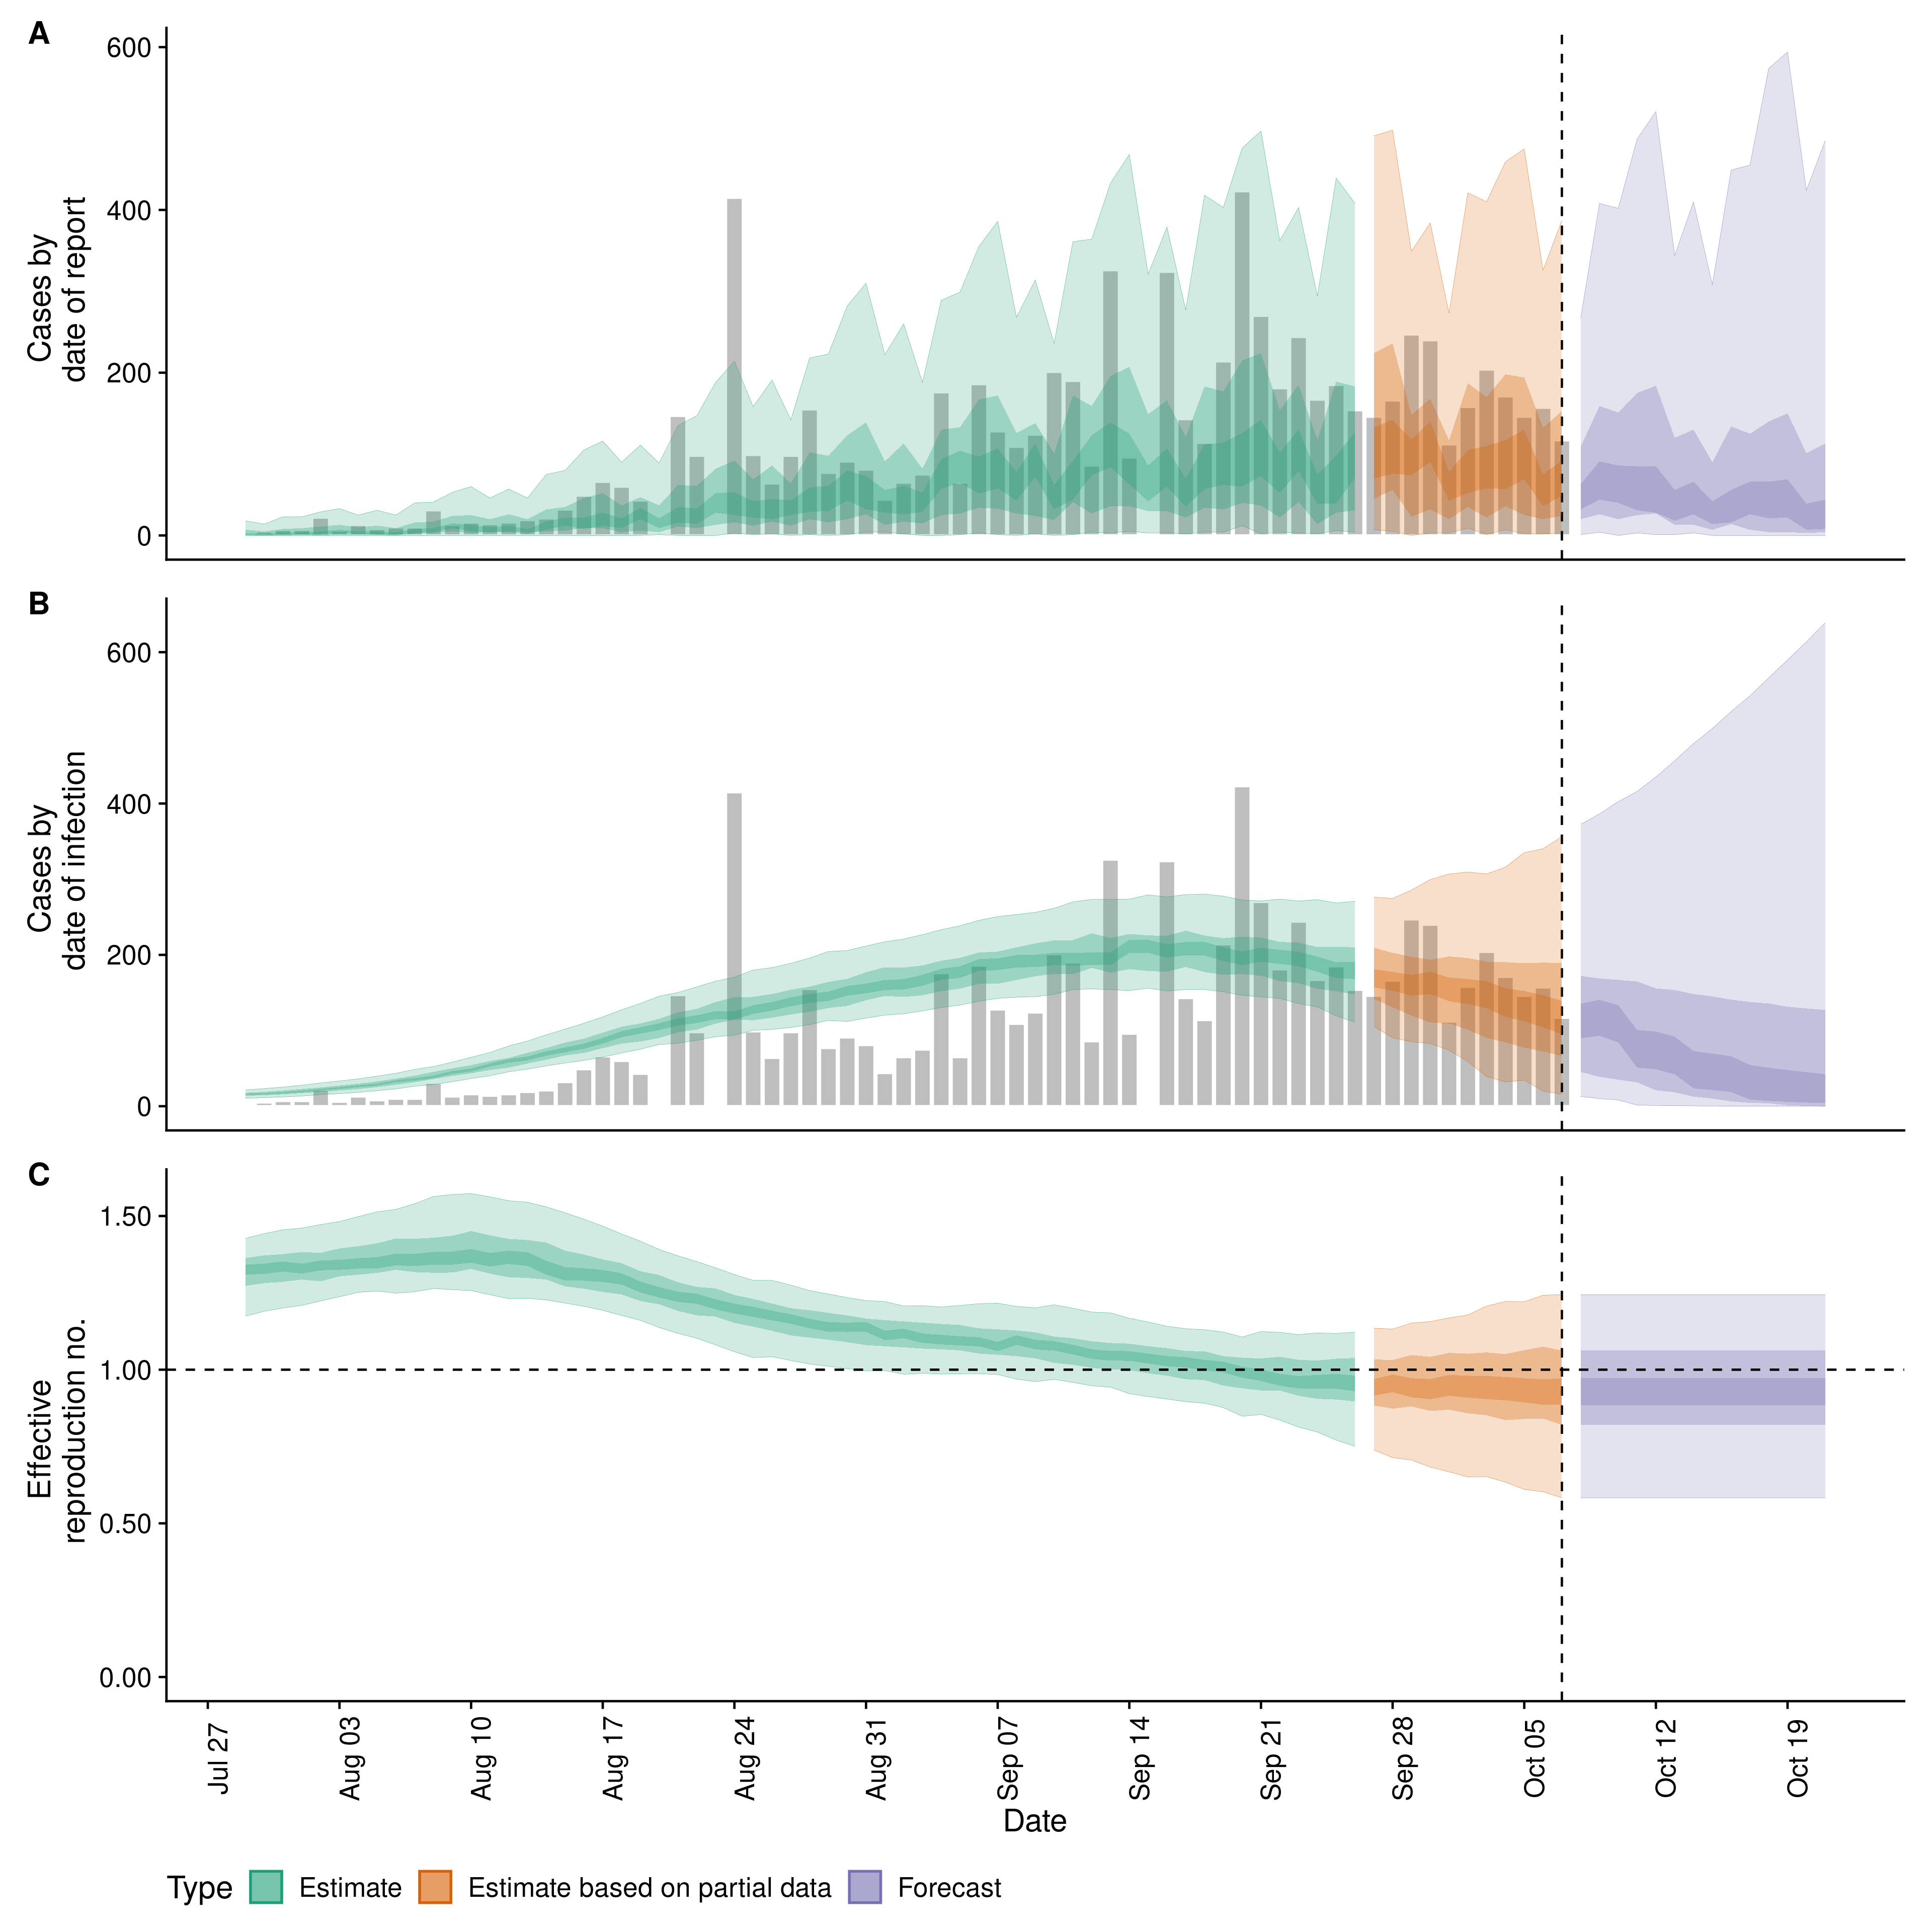 A
600
400
200
0
Cases by
date of report
B
600
400
200
0
Cases by
date of infection
C
1.50
1.00
0.50
0.00
Effective
reproduction no.
Jul 27
Aug 03
Aug 10
Aug 17
Aug 24
Aug 31
Sep 07
Sep 14
Sep 21
Sep 28
Oct 05
Oct 12
Oct 19
Date
Type Estimate Estimate based on partial data Forecast